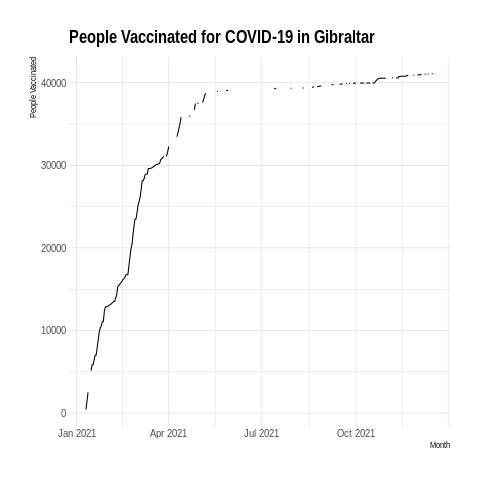 People Vaccinated for COVID-19 in Gibraltar
People Vaccinated
40000
30000
20000
10000
0
Jan 2021 Apr 2021 Jul 2021 Oct 2021
Month